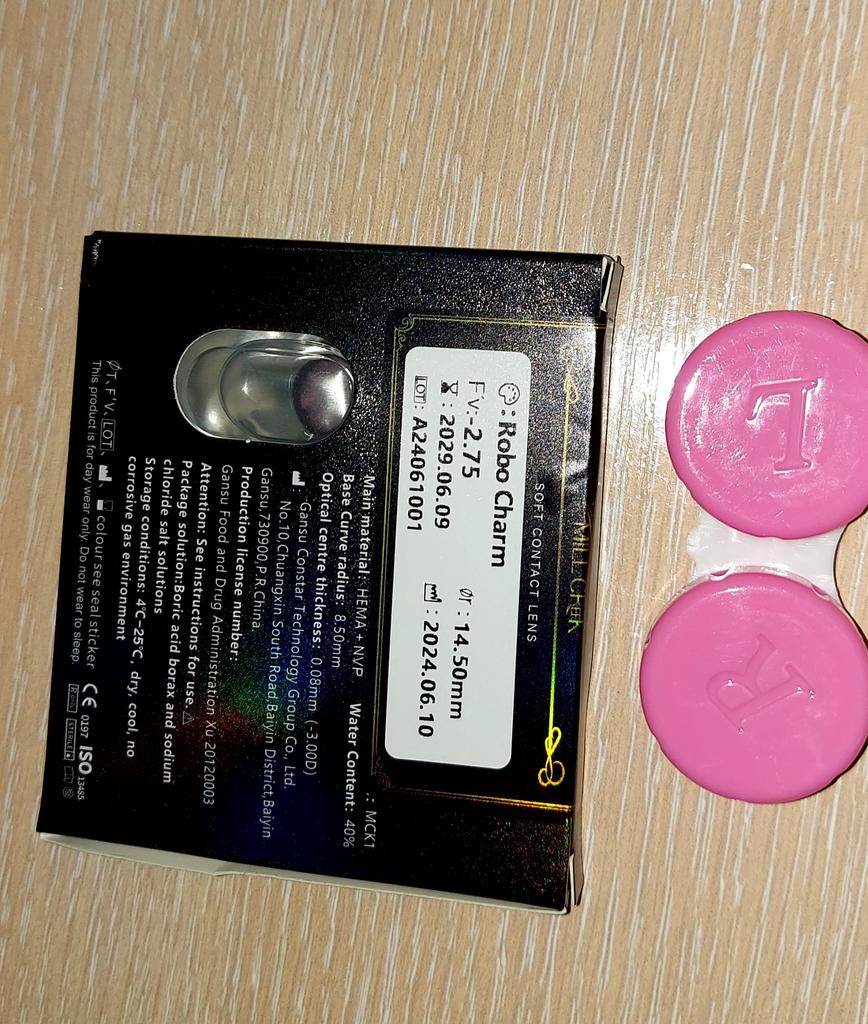 SOFT CONTACT LENS
: Robo Charm
F'v:-2.75
ØT : 14.50mm
: 2029.06.09
: 2024.06.10
LOT: A24061001
: MCK1
Main material: HEMA + NVP Water Content: 40%
Base Curve radius: 8.50mm
Optical centre thickness: 0.08mm (-3.00D)
: Gansu Constar Technology Group Co., Ltd.
No.10,Chuangxin South Road,Baiyin District,Baiyin
Gansu,730900,P.R.China.
Production license number:
Gansu Food and Drug Administration Xu 20120003
Attention: See instructions for use.
Package solution:Boric acid borax and sodium
chloride salt solutions
Storage conditions: 4°C~25°C, dry, cool, no
corrosive gas environment
ØT、F'V、LOT、 colour see seal sticker
This product is for day wear only. Do not wear to sleep.
CE 0197 ISO 13485
L
R